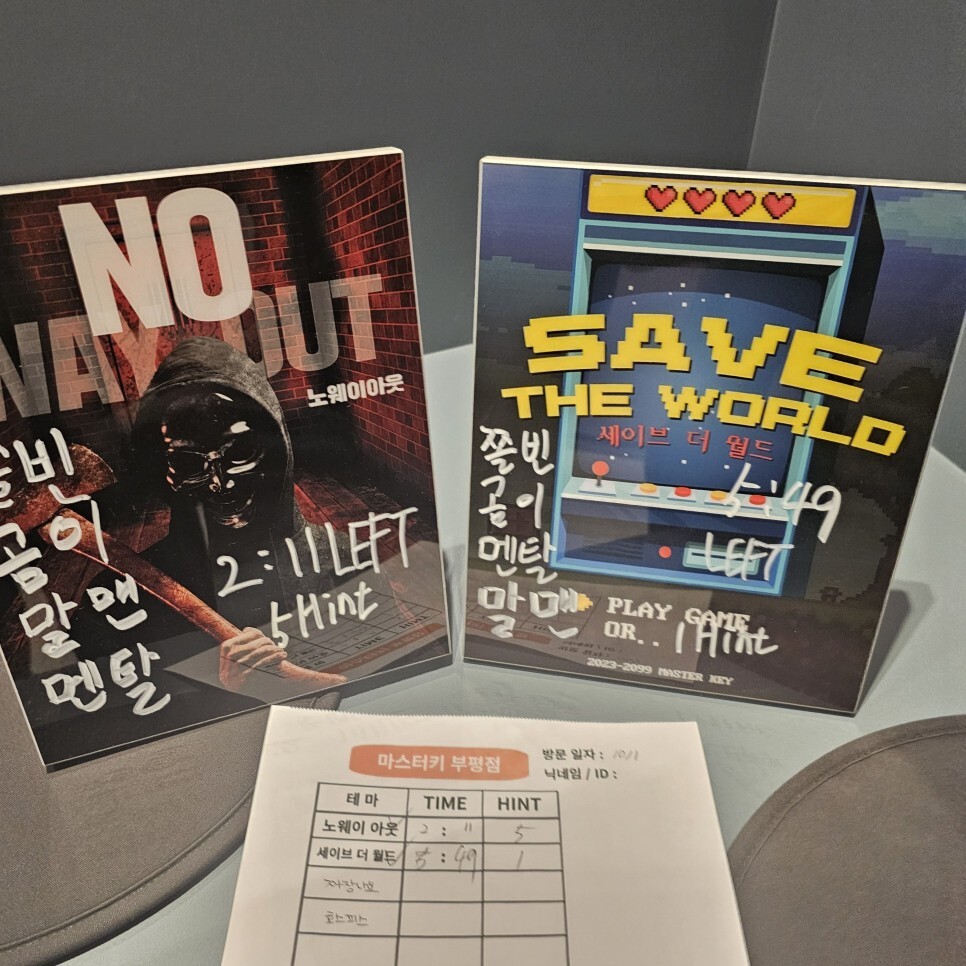 NO
WAY OUT
노웨이아웃
쫄빈
곰이
말맨
멘탈
2:11 LEFT
5Hint
SAVE
THE WORLD
세이브 더 월드
쫄빈
곰이
멘탈
말맨
5:49
LEFT
PLAY GAME
OR.. 1Hint
2023-2099 MASTER KEY
마스터키 부평점
방문 일자 : 10/1
닉네임 / ID :
테마 TIME HINT
노웨이 아웃 2 : 11 5
세이브 더 월드 5 : 49 1
호스피스